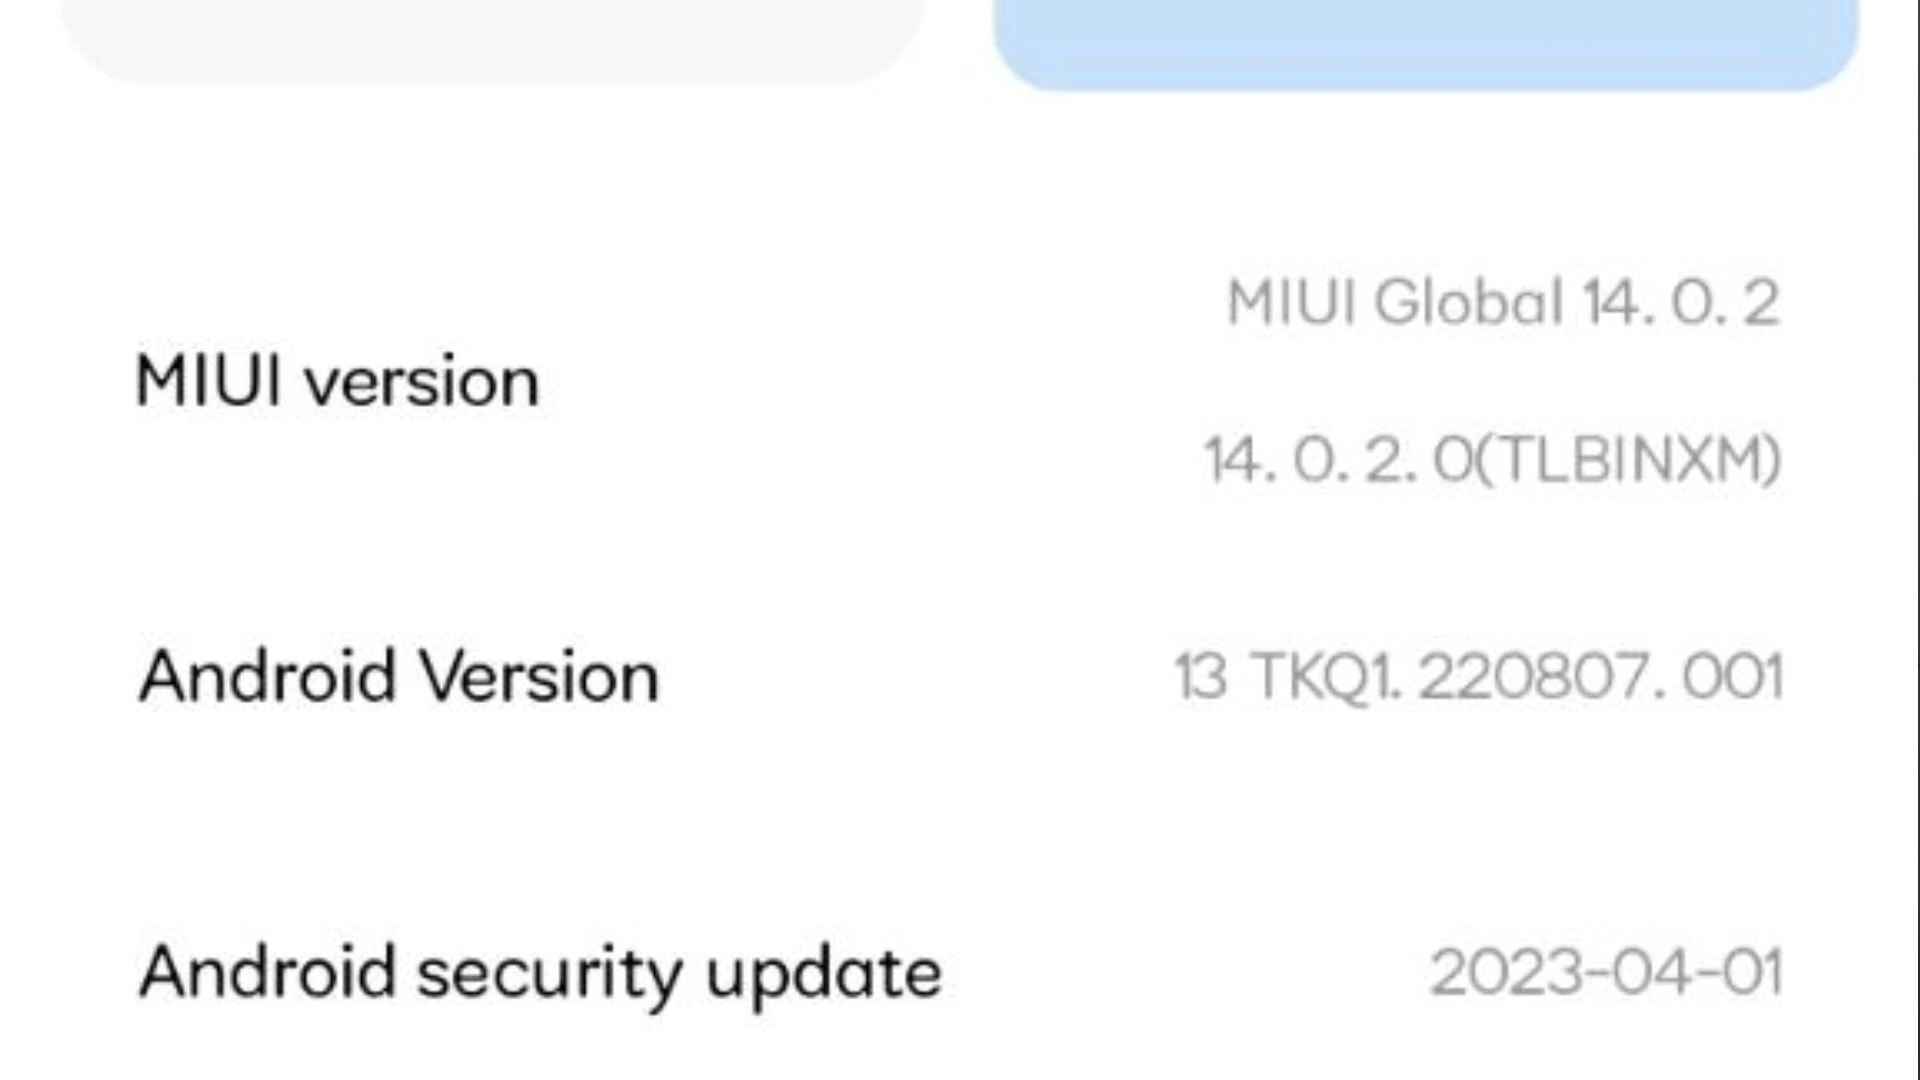 MIUI version
MIUI Global 14. 0. 2
14. 0. 2. 0(TLBINXM)
Android Version
13 TKQ1. 220807. 001
Android security update
2023-04-01